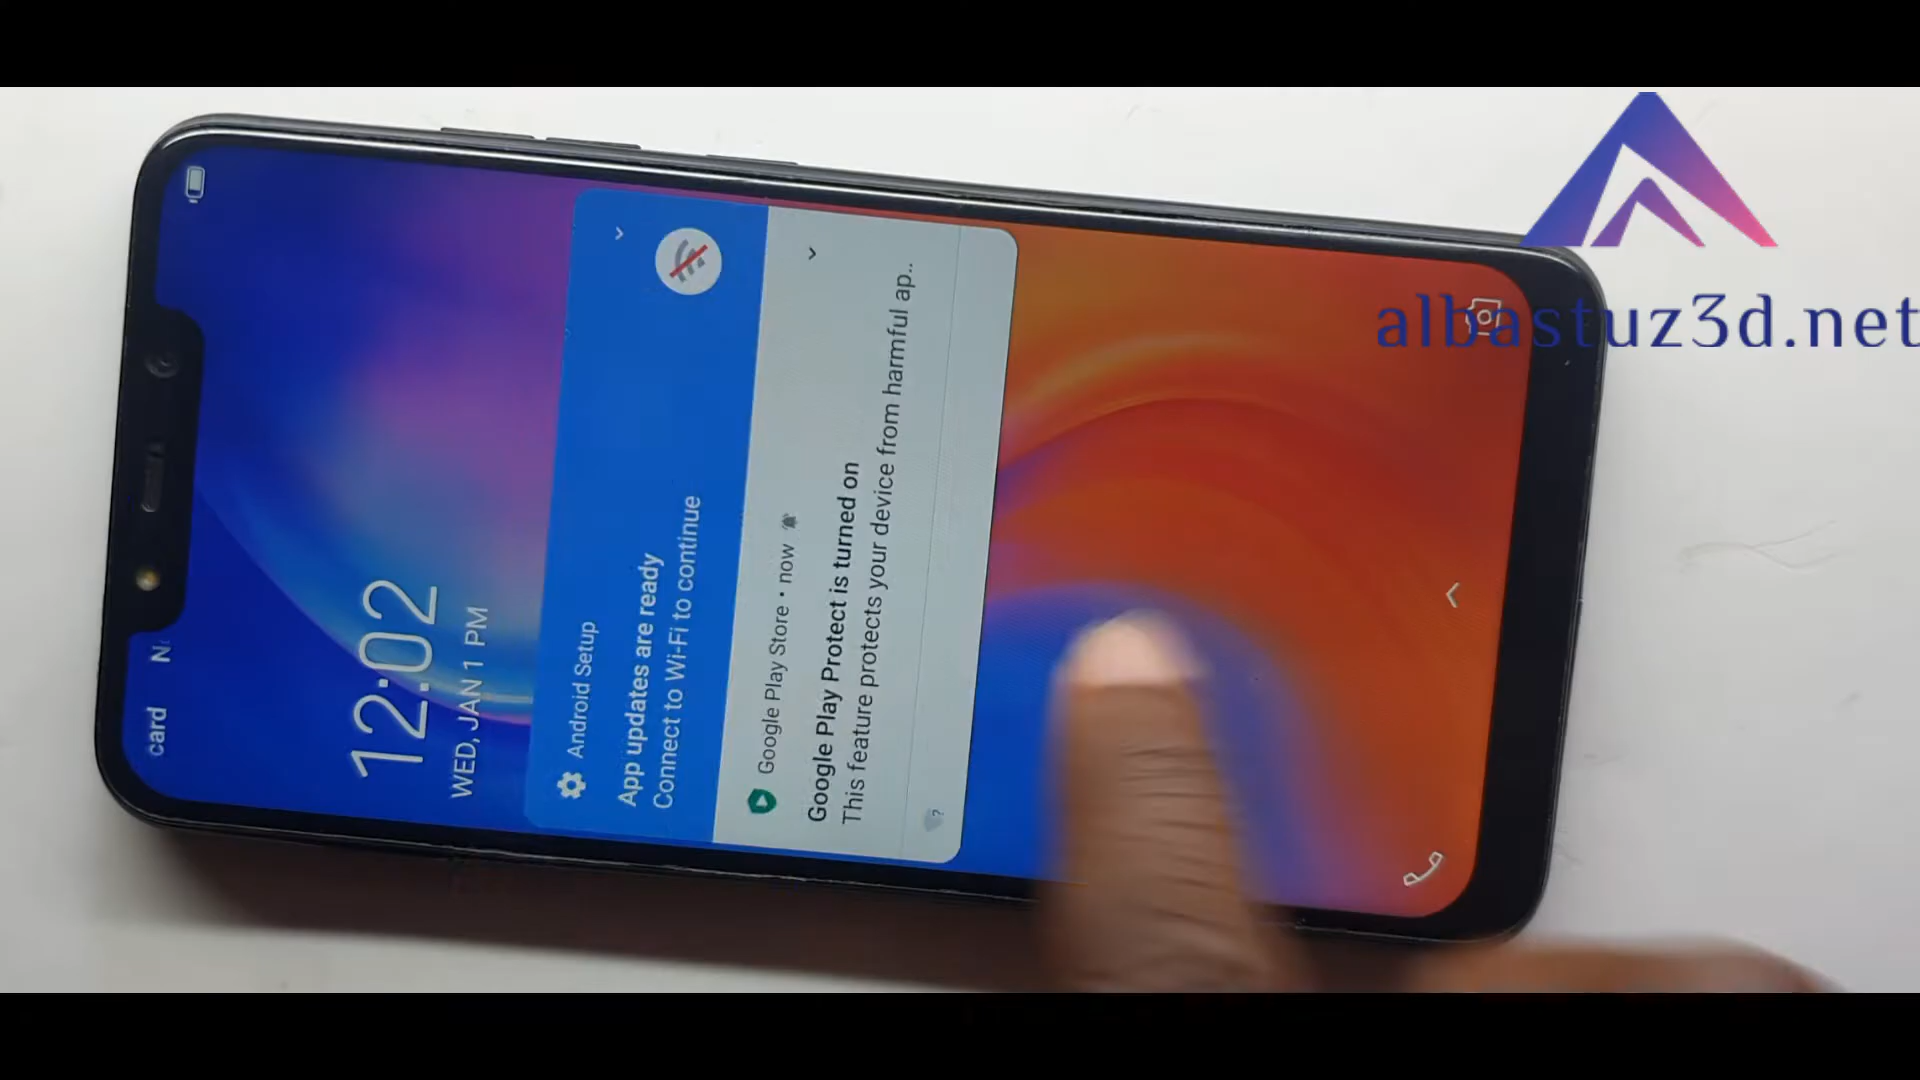 card N
12:02
WED, JAN 1 PM
Android Setup
App updates are ready
Connect to Wi-Fi to continue
Google Play Store • now
Google Play Protect is turned on
This feature protects your device from harmful ap..
albastuz3d.net